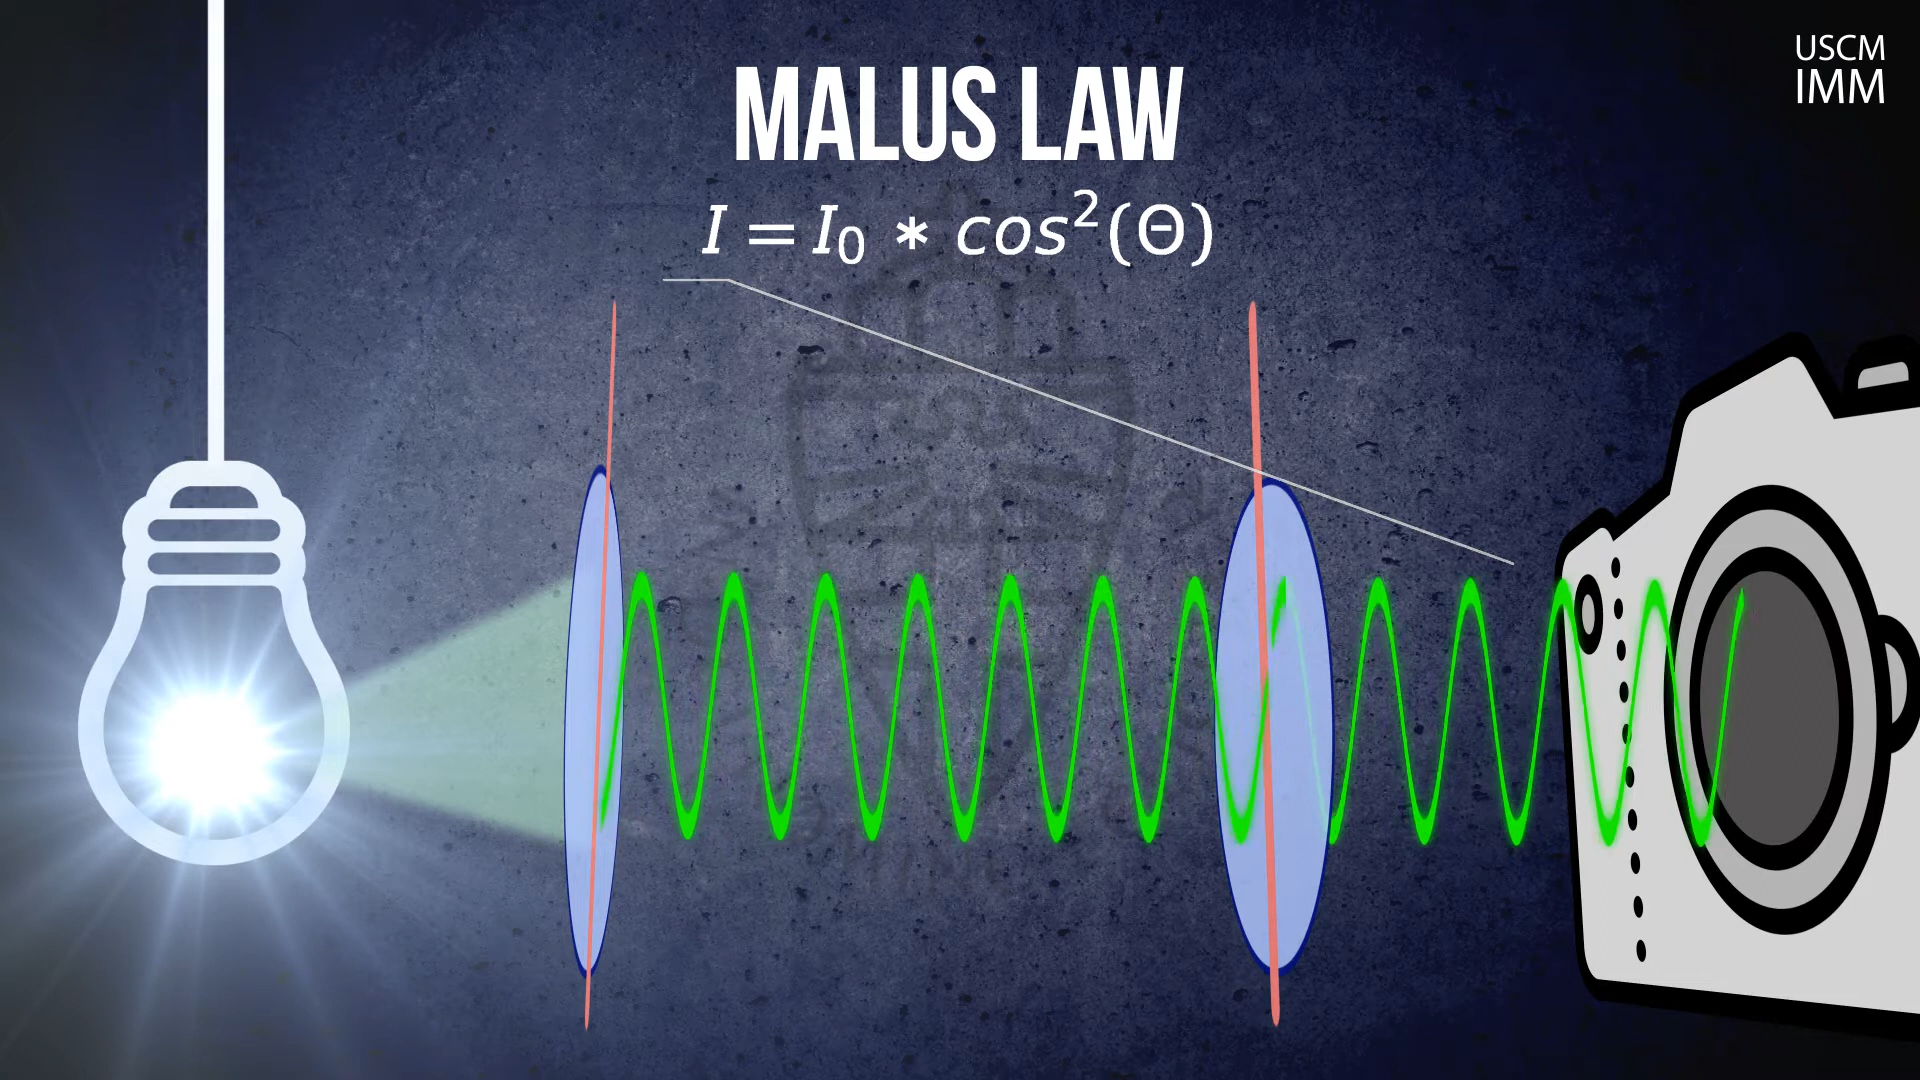 USCM
IMM
MALUS LAW
I = I₀ * cos²(Θ)